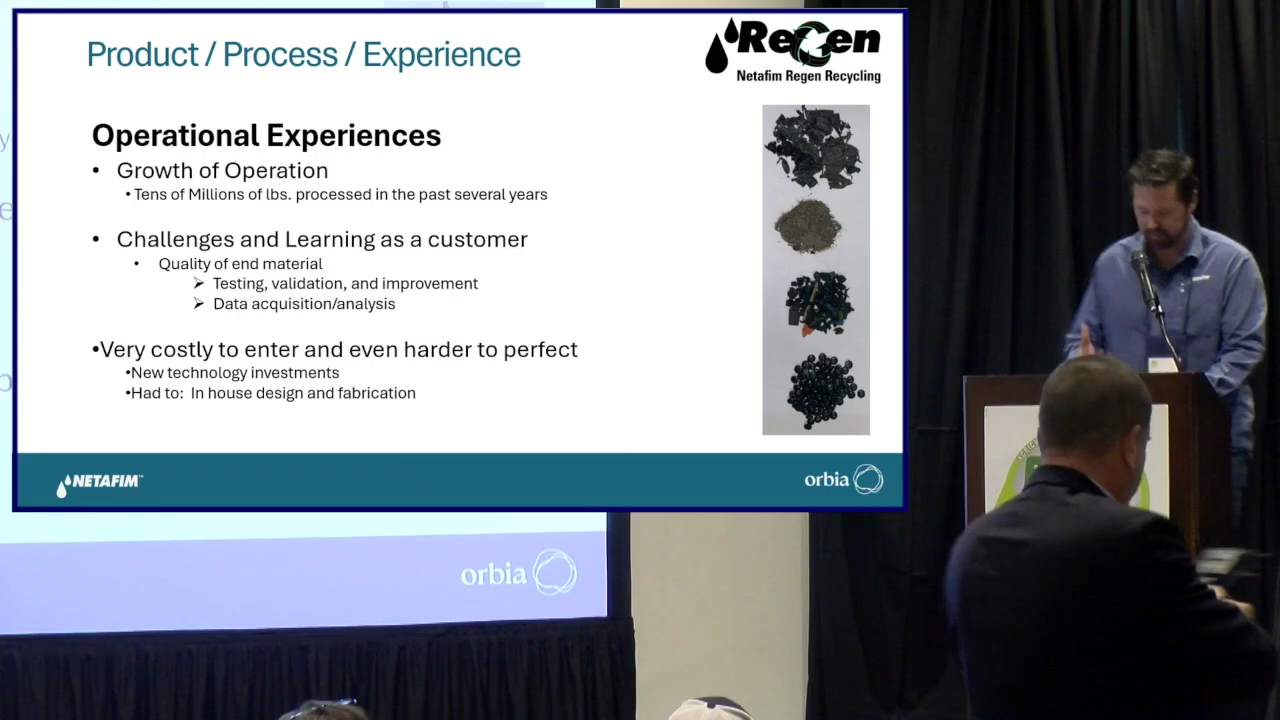 Product / Process / Experience
ReGen
Netafim Regen Recycling
Operational Experiences
• Growth of Operation
• Tens of Millions of lbs. processed in the past several years
• Challenges and Learning as a customer
• Quality of end material
➢ Testing, validation, and improvement
➢ Data acquisition/analysis
•Very costly to enter and even harder to perfect
•New technology investments
•Had to: In house design and fabrication
NETAFIM™
orbia
orbia